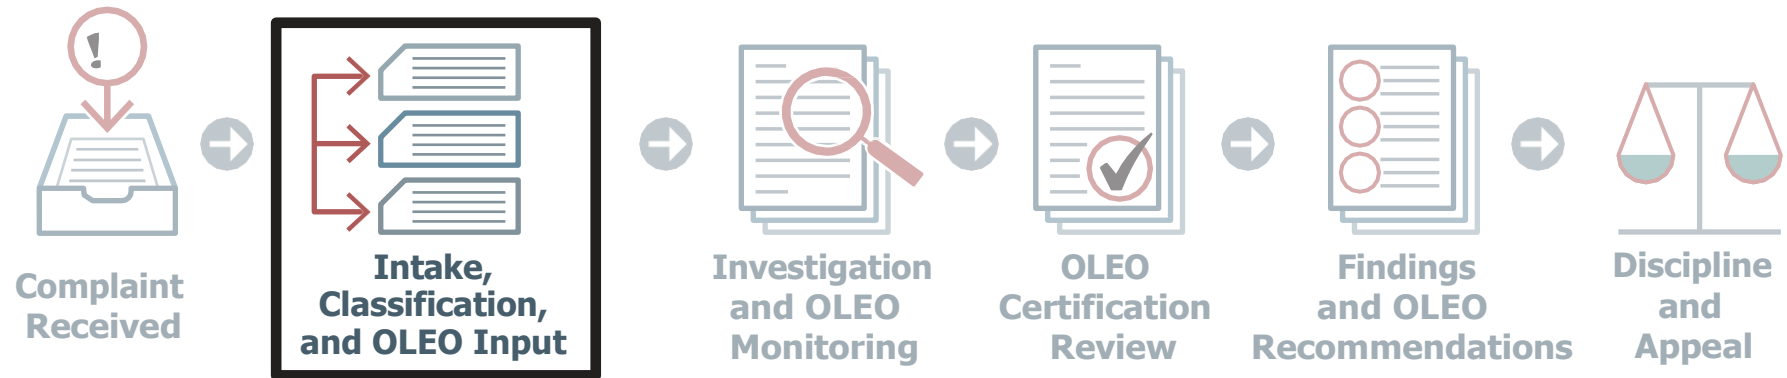 Complaint
Received
Intake,
Classification,
and OLEO Input
Investigation
and OLEO
Monitoring
OLEO
Certification
Review
Findings
and OLEO
Recommendations
Discipline
and
Appeal